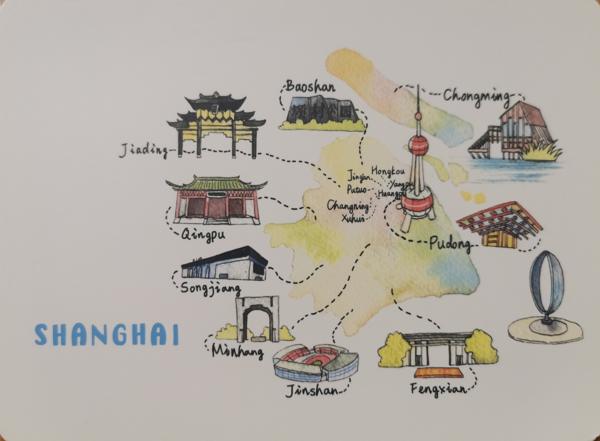 Baoshan
Chongming
Jiading
Hongkou
Jing'an
Yangpu
Putuo
Huangpu
Changning
Xuhui
Qingpu
Pudong
Songjiang
SHANGHAI
Minhang
Jinshan
Fengxian